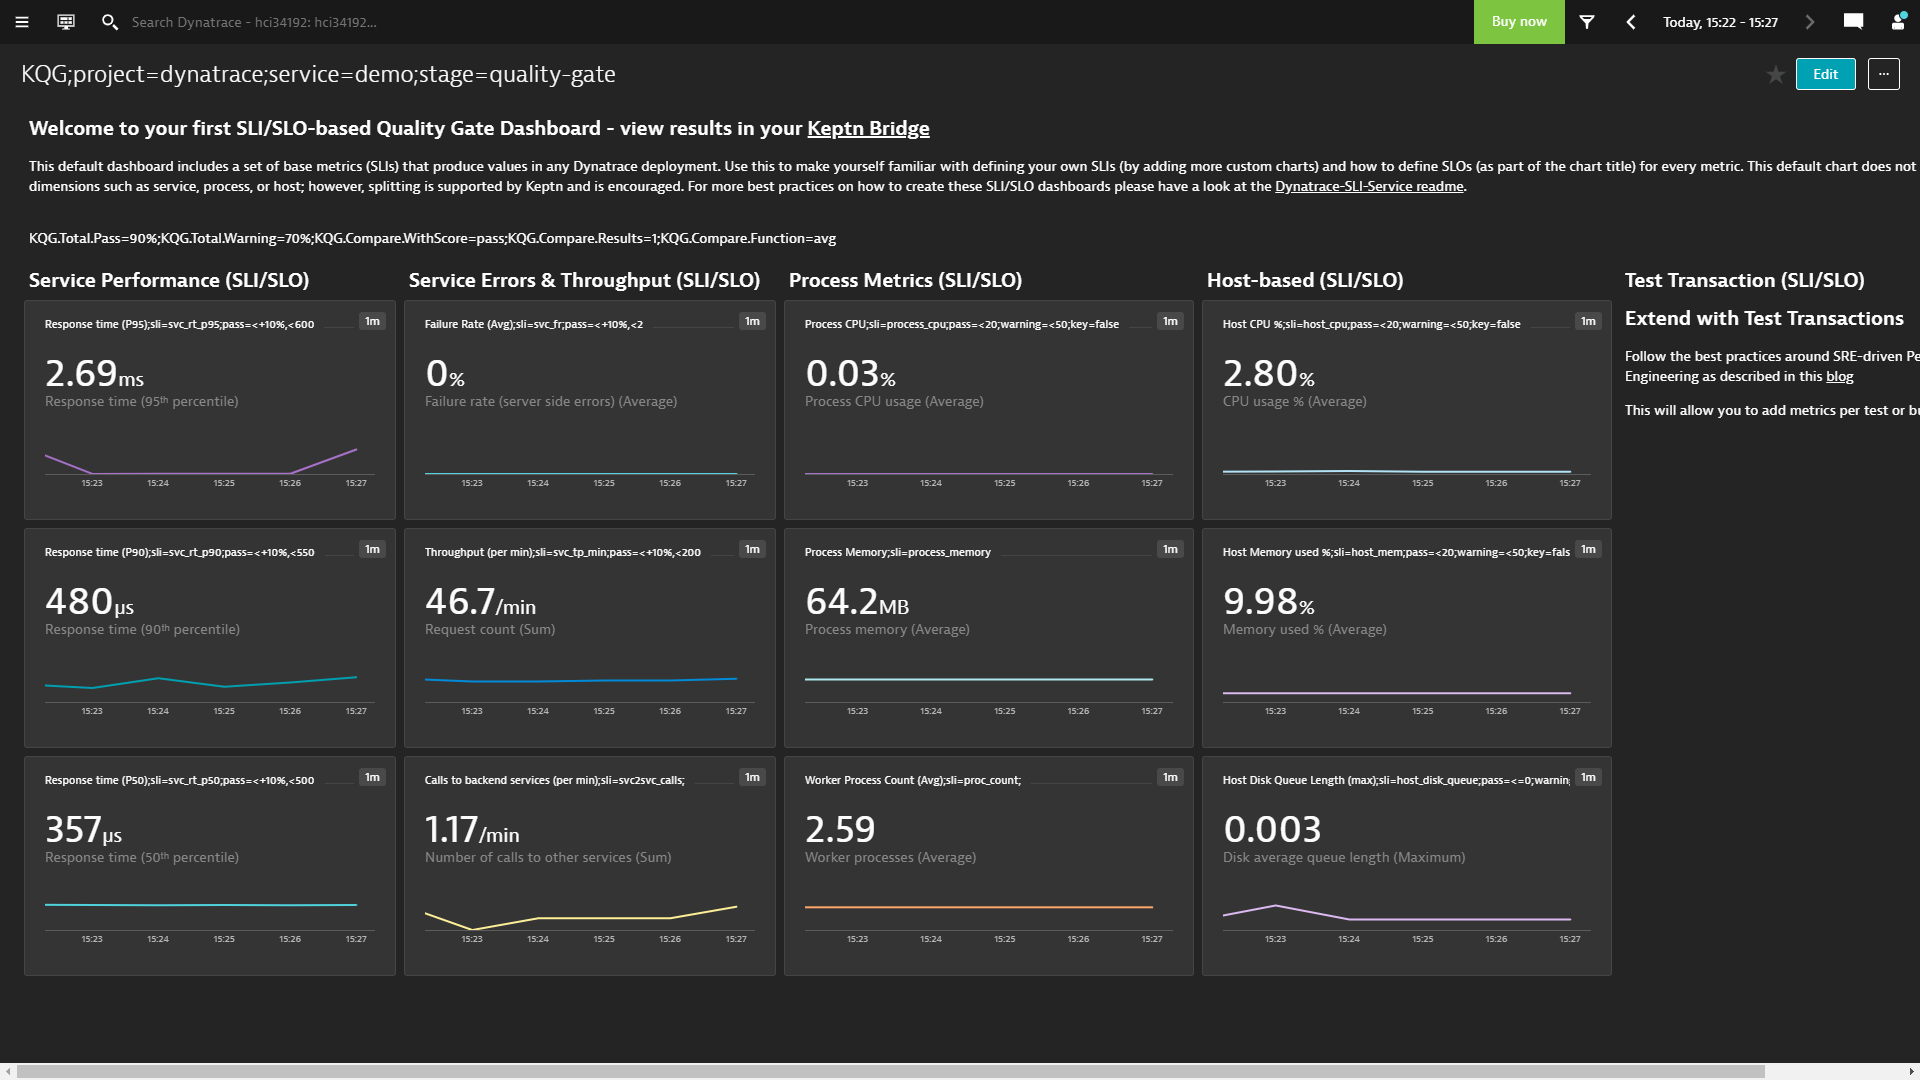 Search Dynatrace - hci34192: hci34192...
Buy now
Today, 15:22 - 15:27
KQG;project=dynatrace;service=demo;stage=quality-gate
Edit
...
Welcome to your first SLI/SLO-based Quality Gate Dashboard - view results in your Keptn Bridge
This default dashboard includes a set of base metrics (SLIs) that produce values in any Dynatrace deployment. Use this to make yourself familiar with defining your own SLIs (by adding more custom charts) and how to define SLOs (as part of the chart title) for every metric. This default chart does not
dimensions such as service, process, or host; however, splitting is supported by Keptn and is encouraged. For more best practices on how to create these SLI/SLO dashboards please have a look at the Dynatrace-SLI-Service readme.
KQG.Total.Pass=90%;KQG.Total.Warning=70%;KQG.Compare.WithScore=pass;KQG.Compare.Results=1;KQG.Compare.Function=avg
Service Performance (SLI/SLO)
Response time (P95);sli=svc_rt_p95;pass=<+10%,<600
1m
2.69ms
Response time (95th percentile)
15:23 15:24 15:25 15:26 15:27
Response time (P90);sli=svc_rt_p90;pass=<+10%,<550
1m
480µs
Response time (90th percentile)
15:23 15:24 15:25 15:26 15:27
Response time (P50);sli=svc_rt_p50;pass=<+10%,<500
1m
357µs
Response time (50th percentile)
15:23 15:24 15:25 15:26 15:27
Service Errors & Throughput (SLI/SLO)
Failure Rate (Avg);sli=svc_fr;pass=<+10%,<2
1m
0%
Failure rate (server side errors) (Average)
15:23 15:24 15:25 15:26 15:27
Throughput (per min);sli=svc_tp_min;pass=<+10%,<200
1m
46.7/min
Request count (Sum)
15:23 15:24 15:25 15:26 15:27
Calls to backend services (per min);sli=svc2svc_calls;
1m
1.17/min
Number of calls to other services (Sum)
15:23 15:24 15:25 15:26 15:27
Process Metrics (SLI/SLO)
Process CPU;sli=process_cpu;pass=<20;warning=<50;key=false
1m
0.03%
Process CPU usage (Average)
15:23 15:24 15:25 15:26 15:27
Process Memory;sli=process_memory
1m
64.2MB
Process memory (Average)
15:23 15:24 15:25 15:26 15:27
Worker Process Count (Avg);sli=proc_count;
1m
2.59
Worker processes (Average)
15:23 15:24 15:25 15:26 15:27
Host-based (SLI/SLO)
Host CPU %;sli=host_cpu;pass=<20;warning=<50;key=false
1m
2.80%
CPU usage % (Average)
15:23 15:24 15:25 15:26 15:27
Host Memory used %;sli=host_mem;pass=<20;warning=<50;key=fals
1m
9.98%
Memory used % (Average)
15:23 15:24 15:25 15:26 15:27
Host Disk Queue Length (max);sli=host_disk_queue;pass=<=0;warning
1m
0.003
Disk average queue length (Maximum)
15:23 15:24 15:25 15:26 15:27
Test Transaction (SLI/SLO)
Extend with Test Transactions
Follow the best practices around SRE-driven Pe
Engineering as described in this blog
This will allow you to add metrics per test or bu